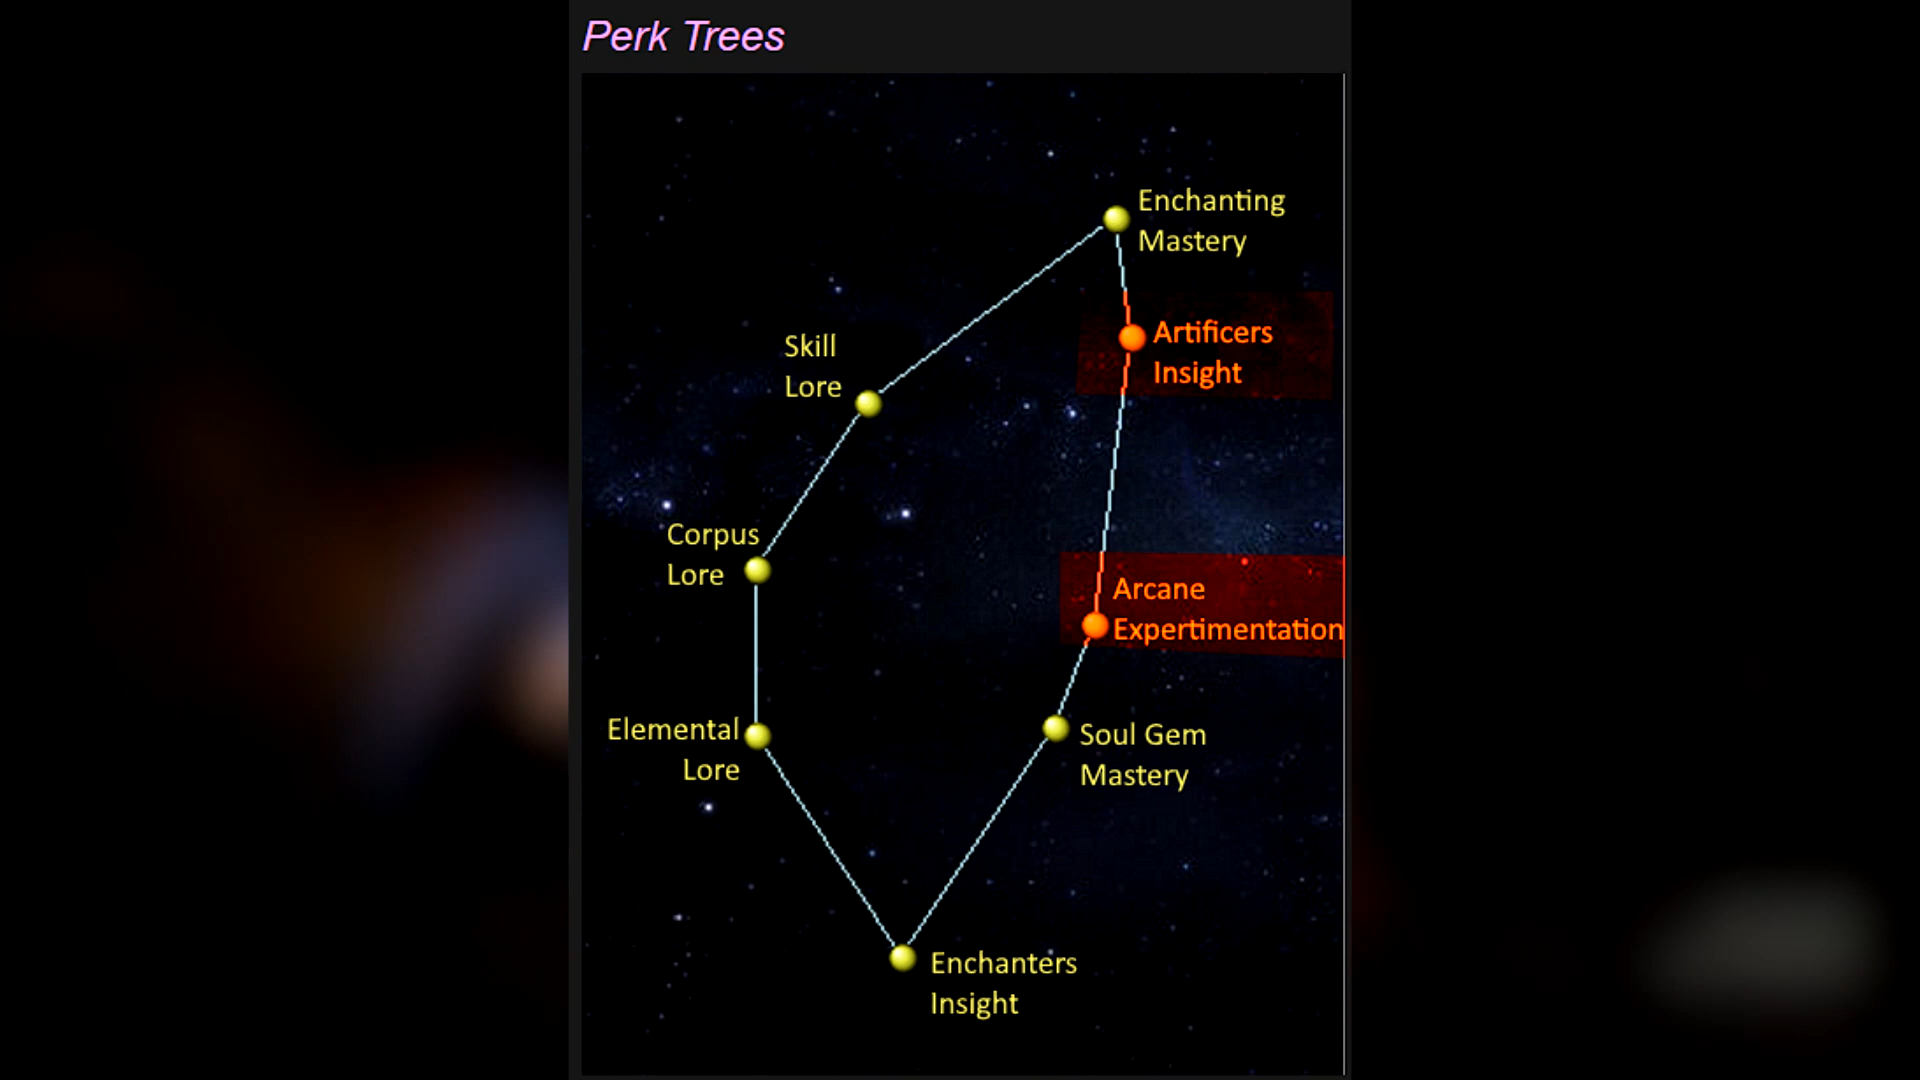 Perk Trees
Enchanting
Mastery
Artificers
Insight
Skill
Lore
Corpus
Lore
Arcane
Expertimentation
Elemental
Lore
Soul Gem
Mastery
Enchanters
Insight